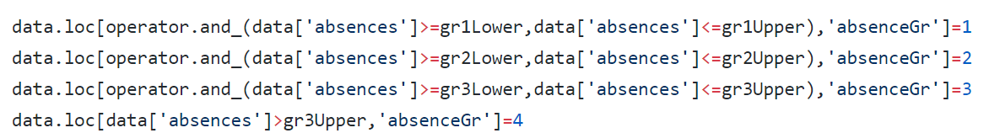 data.loc[operator.and_(data['absences']>=gr1Lower,data['absences']<=gr1Upper),'absenceGr']=1
data.loc[operator.and_(data['absences']>=gr2Lower,data['absences']<=gr2Upper),'absenceGr']=2
data.loc[operator.and_(data['absences']>=gr3Lower,data['absences']<=gr3Upper),'absenceGr']=3
data.loc[data['absences']>gr3Upper,'absenceGr']=4